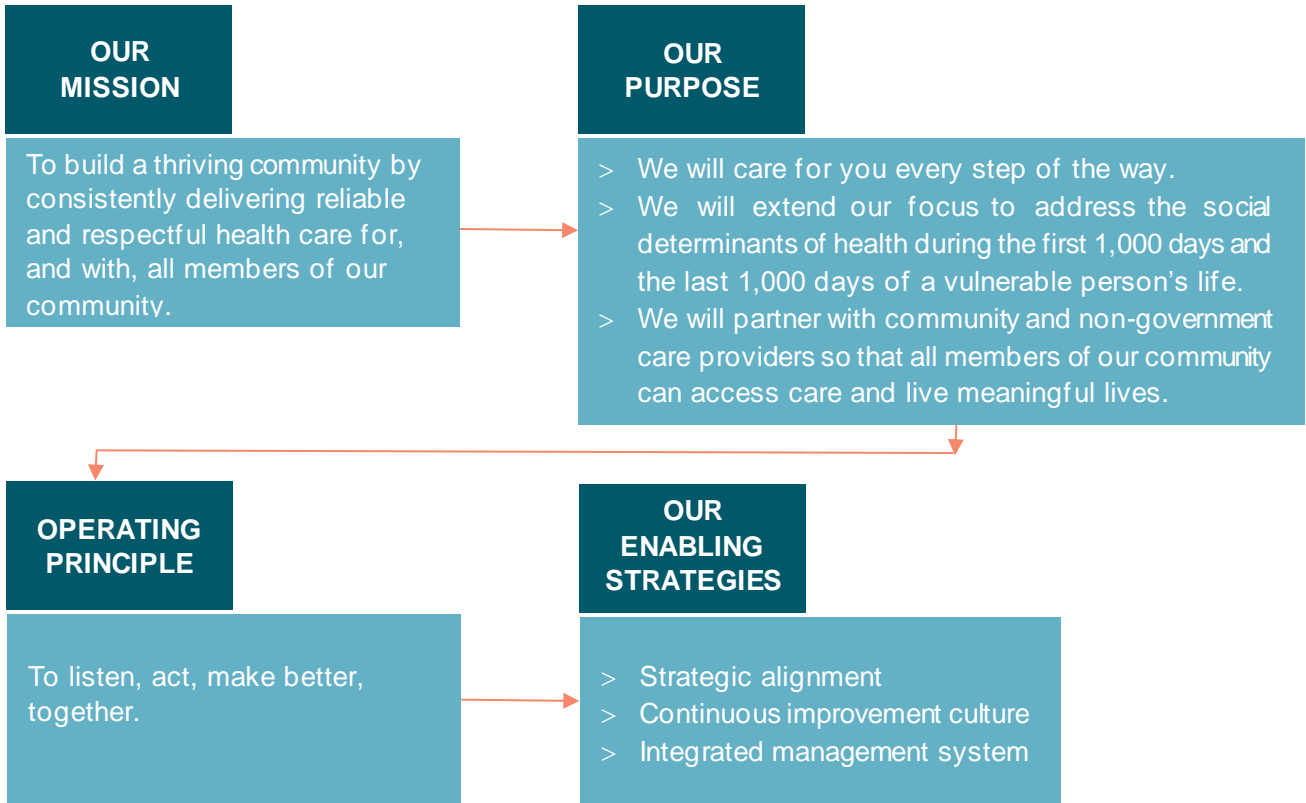 OUR
MISSION
To build a thriving community by
consistently delivering reliable
and respectful health care for,
and with, all members of our
community.
OUR
PURPOSE
> We will care for you every step of the way.
> We will extend our focus to address the social
determinants of health during the first 1,000 days and
the last 1,000 days of a vulnerable person’s life.
> We will partner with community and non-government
care providers so that all members of our community
can access care and live meaningful lives.
OPERATING
PRINCIPLE
To listen, act, make better,
together.
OUR
ENABLING
STRATEGIES
> Strategic alignment
> Continuous improvement culture
> Integrated management system